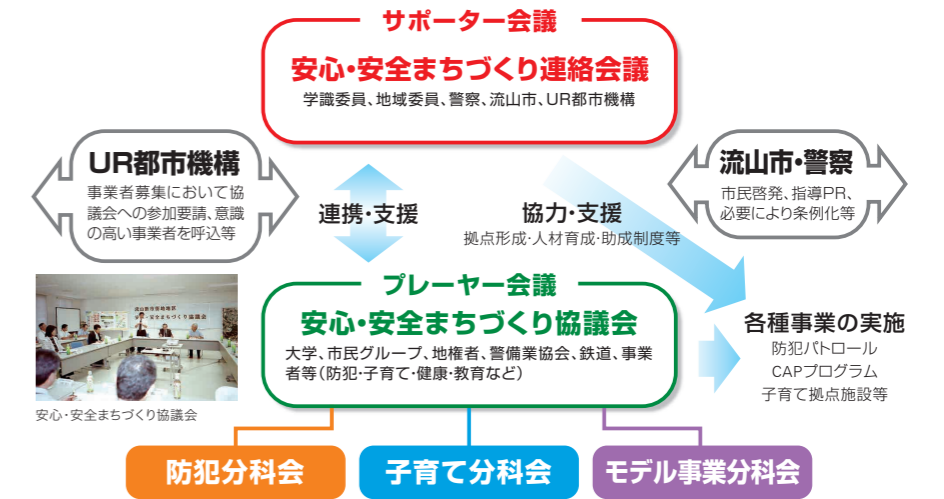 サポーター会議
安心・安全まちづくり連絡会議
学識委員、地域委員、警察、流山市、UR都市機構
UR都市機構
事業者募集において協
議会への参加要請、意識
の高い事業者を呼込等
流山市・警察
市民啓発、指導PR、
必要により条例化等
連携・支援
協力・支援
拠点形成・人材育成・助成制度等
プレーヤー会議
安心・安全まちづくり協議会
大学、市民グループ、地権者、警備業協会、鉄道、事業
者等（防犯・子育て・健康・教育など）
各種事業の実施
防犯パトロール
CAPプログラム
子育て拠点施設等
安心・安全まちづくり協議会
防犯分科会
子育て分科会
モデル事業分科会